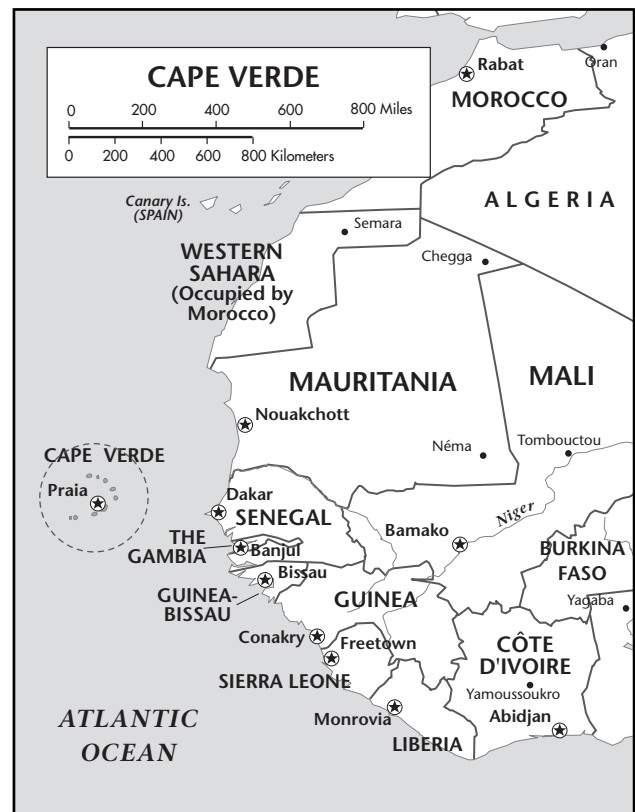 CAPE VERDE
0 200 400 600 800 Miles
0 200 400 600 800 Kilometers
Rabat
Oran
MOROCCO
ALGERIA
Canary Is.
(SPAIN)
Semara
Chegga
WESTERN
SAHARA
(Occupied by
Morocco)
MAURITANIA
MALI
Nouakchott
Néma
Tombouctou
CAPE VERDE
Praia
Dakar
SENEGAL
Niger
Bamako
THE
GAMBIA
Banjul
BURKINA
FASO
Bissau
GUINEA-
BISSAU
GUINEA
Yagaba
Conakry
Freetown
CÔTE
D'IVOIRE
SIERRA LEONE
Yamoussoukro
Monrovia
Abidjan
LIBERIA
ATLANTIC
OCEAN